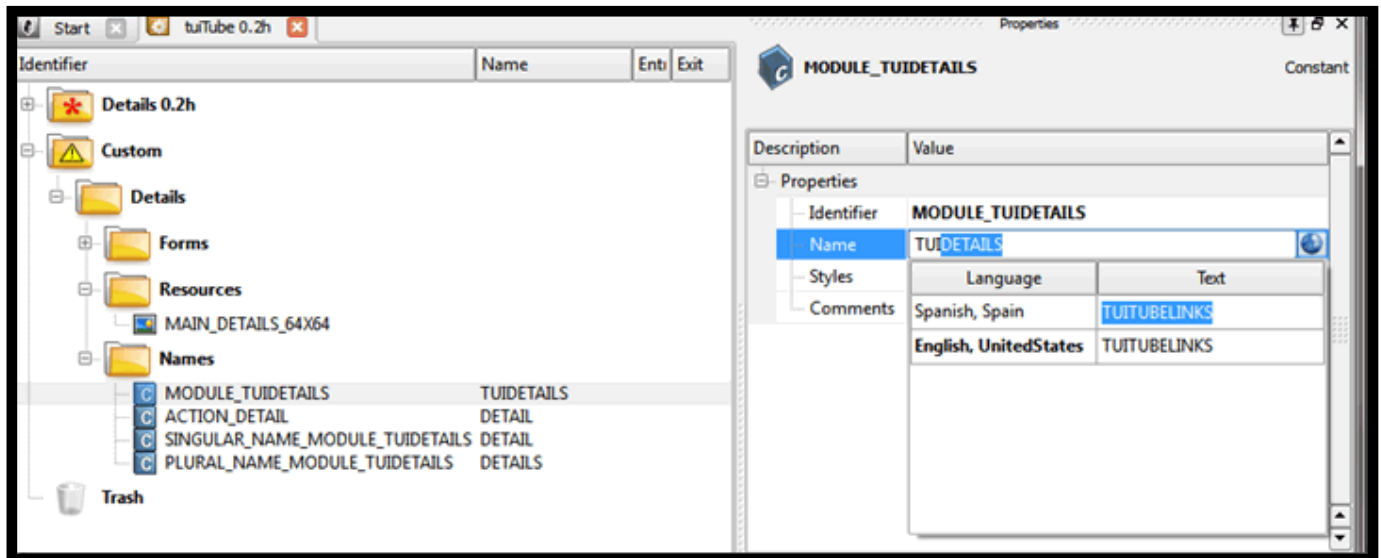 Start
tuiTube 0.2h
Identifier
Name
Entr
Exit
Details 0.2h
Custom
Details
Forms
Resources
MAIN_DETAILS_64X64
Names
MODULE_TUIDETAILS TUIDETAILS
ACTION_DETAIL DETAIL
SINGULAR_NAME_MODULE_TUIDETAILS DETAIL
PLURAL_NAME_MODULE_TUIDETAILS DETAILS
Trash
Properties
MODULE_TUIDETAILS
Constant
Description Value
Properties
Identifier MODULE_TUIDETAILS
Name TUIDETAILS
Styles
Comments
Language Text
Spanish, Spain TUITUBELINKS
English, UnitedStates TUITUBELINKS